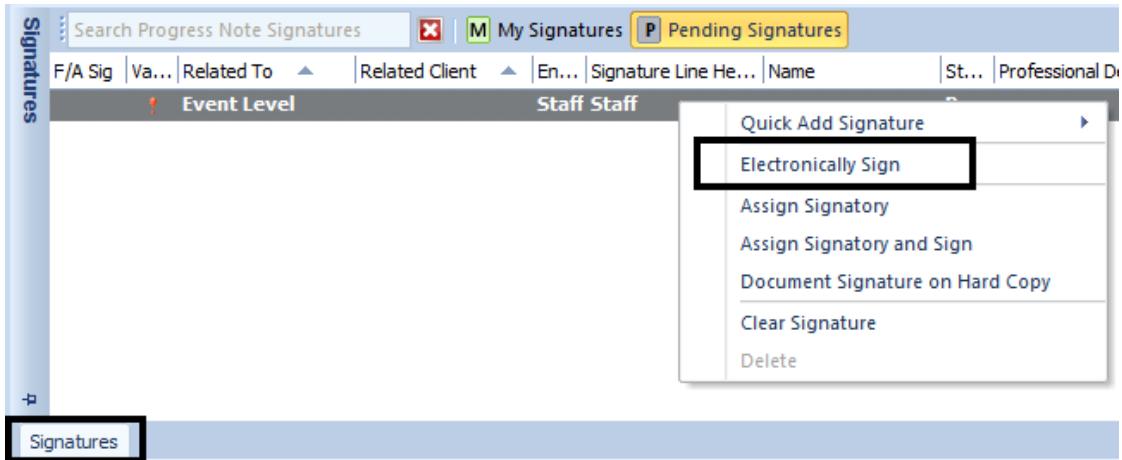 Signatures
Search Progress Note Signatures M My Signatures P Pending Signatures
F/A Sig Va... Related To Related Client En... Signature Line He... Name St... Professional D
Event Level Staff Staff
Quick Add Signature
Electronically Sign
Assign Signatory
Assign Signatory and Sign
Document Signature on Hard Copy
Clear Signature
Delete
Signatures